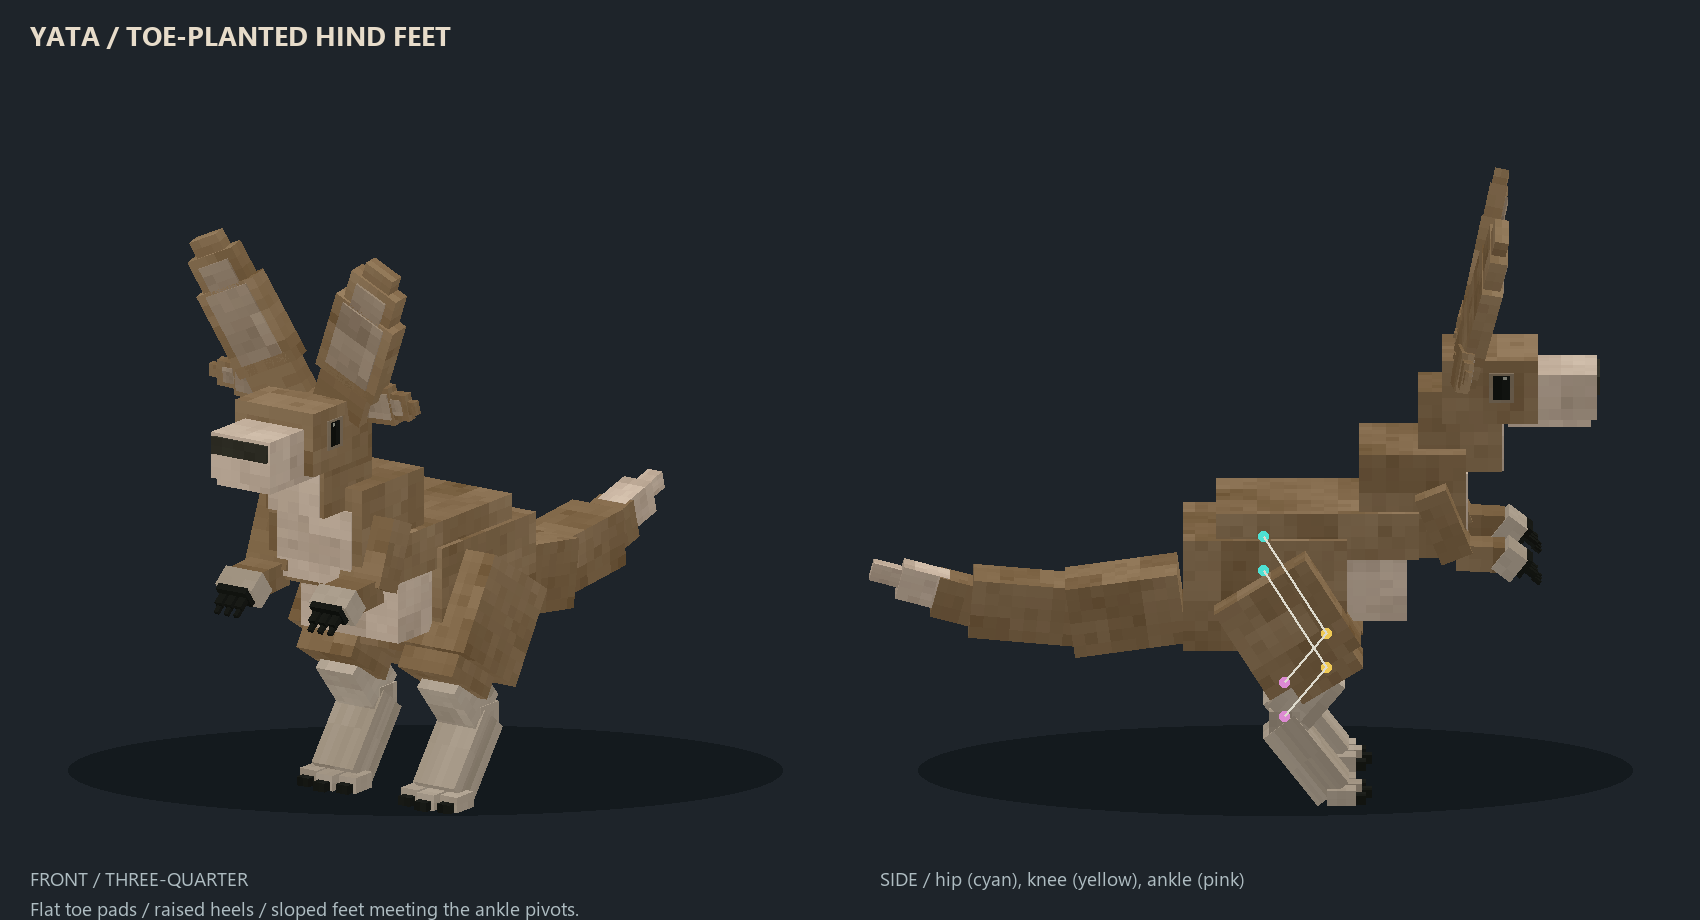 YATA / TOE-PLANTED HIND FEET
FRONT / THREE-QUARTER
Flat toe pads / raised heels / sloped feet meeting the ankle pivots.
SIDE / hip (cyan), knee (yellow), ankle (pink)